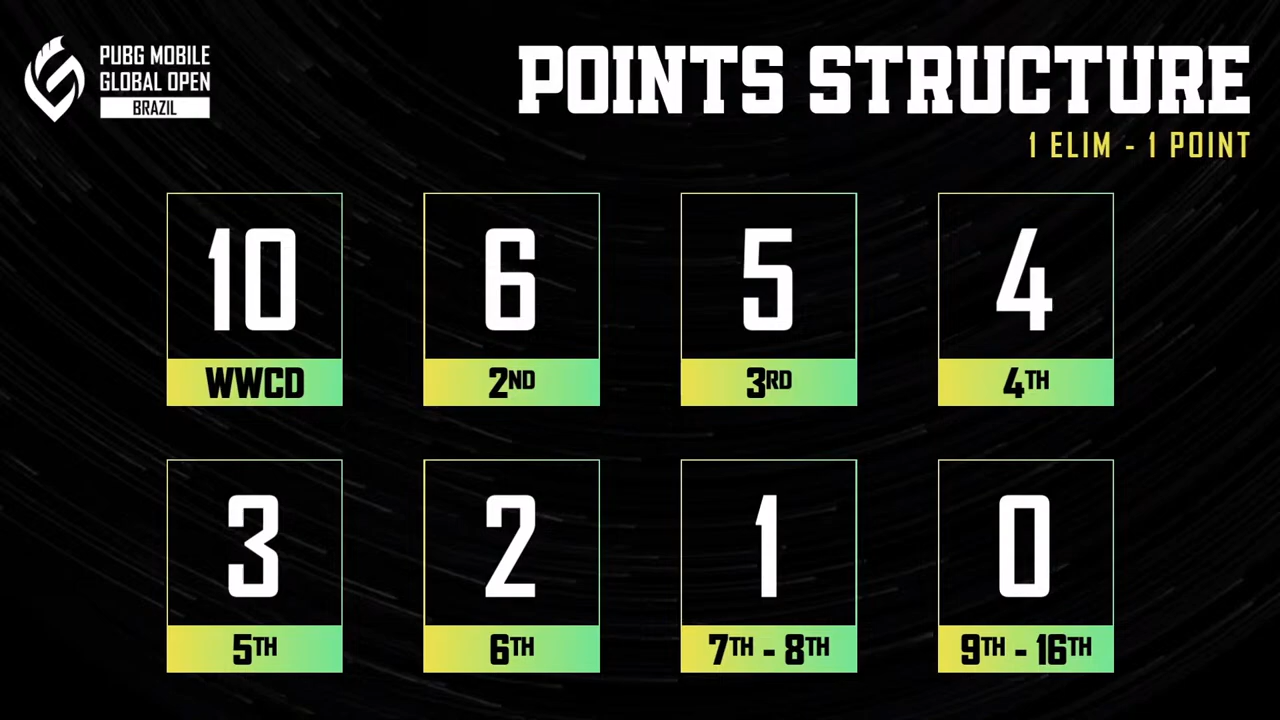 PUBG MOBILE
GLOBAL OPEN
BRAZIL
POINTS STRUCTURE
1 ELIM - 1 POINT
10
WWCD
6
2ND
5
3RD
4
4TH
3
5TH
2
6TH
1
7TH - 8TH
0
9TH - 16TH